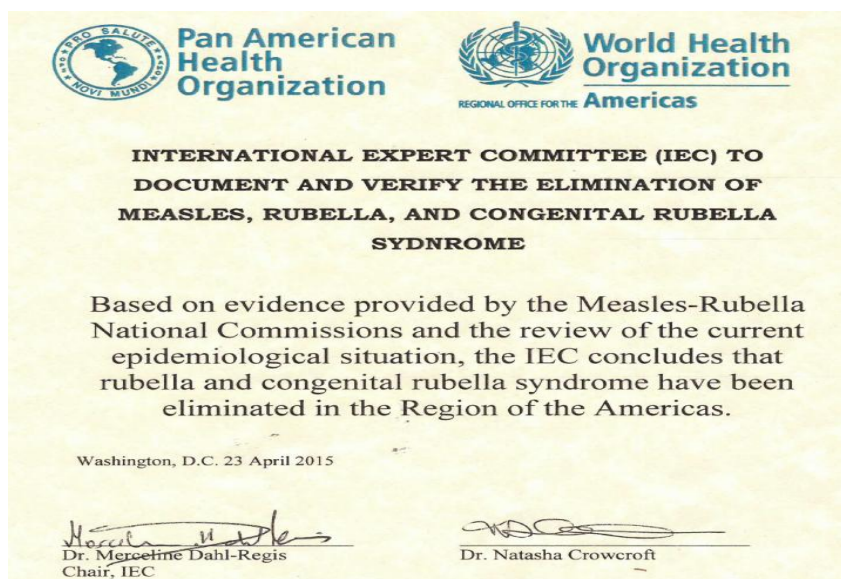 PRO SALUTE
NOVI MUNDI
Pan American
Health
Organization
World Health
Organization
REGIONAL OFFICE FOR THE Americas
INTERNATIONAL EXPERT COMMITTEE (IEC) TO
DOCUMENT AND VERIFY THE ELIMINATION OF
MEASLES, RUBELLA, AND CONGENITAL RUBELLA
SYDNROME
Based on evidence provided by the Measles-Rubella
National Commissions and the review of the current
epidemiological situation, the IEC concludes that
rubella and congenital rubella syndrome have been
eliminated in the Region of the Americas.
Washington, D.C. 23 April 2015
Dr. Merceline Dahl-Regis
Chair, IEC
Dr. Natasha Crowcroft